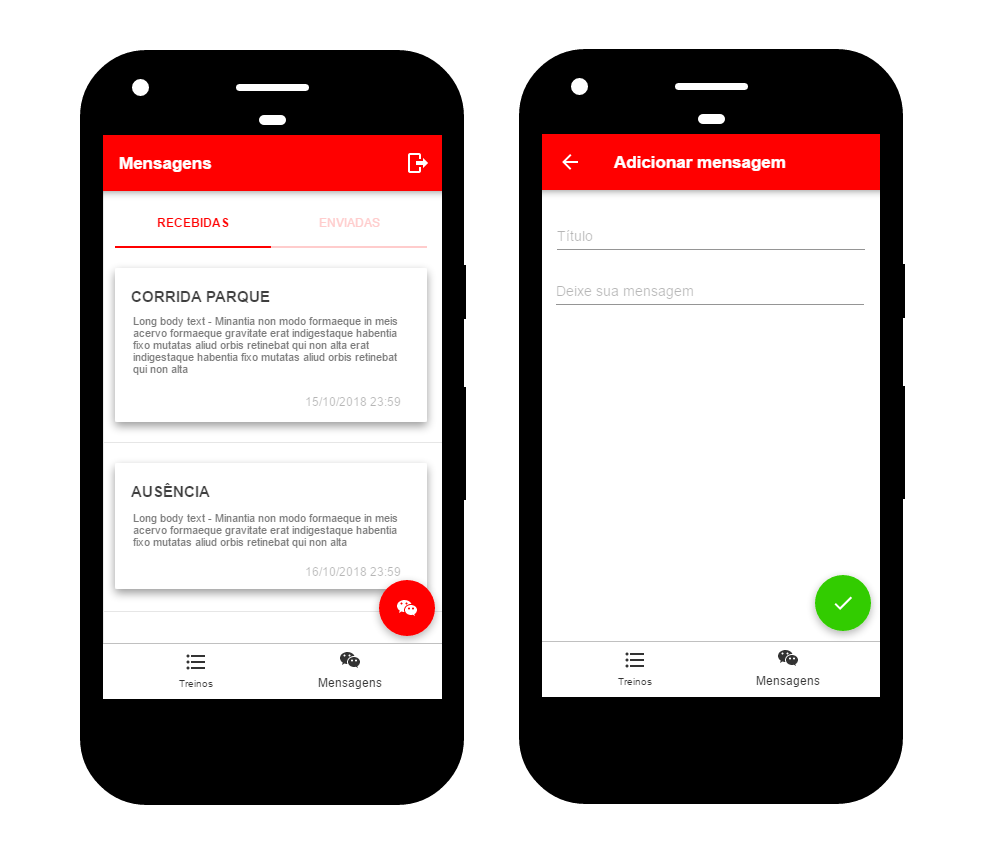 Mensagens
RECEBIDAS ENVIADAS
CORRIDA PARQUE
Long body text - Minantia non modo formaeque in meis
acervo formaeque gravitate erat indigestaque habentia
fixo mutatas aliud orbis retinebat qui non alta erat
indigestaque habentia fixo mutatas aliud orbis retinebat
qui non alta
15/10/2018 23:59
AUSÊNCIA
Long body text - Minantia non modo formaeque in meis
acervo formaeque gravitate erat indigestaque habentia
fixo mutatas aliud orbis retinebat qui non alta
16/10/2018 23:59
Treinos Mensagens
Adicionar mensagem
Título
Deixe sua mensagem
Treinos Mensagens